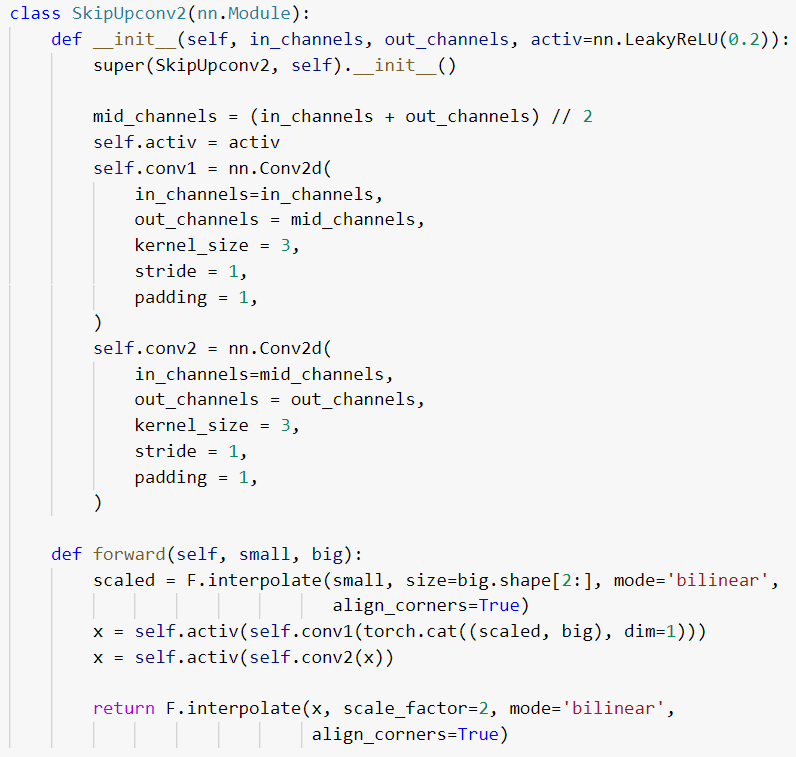 class SkipUpconv2(nn.Module):
    def __init__(self, in_channels, out_channels, activ=nn.LeakyReLU(0.2)):
        super(SkipUpconv2, self).__init__()

        mid_channels = (in_channels + out_channels) // 2
        self.activ = activ
        self.conv1 = nn.Conv2d(
            in_channels=in_channels,
            out_channels = mid_channels,
            kernel_size = 3,
            stride = 1,
            padding = 1,
        )
        self.conv2 = nn.Conv2d(
            in_channels=mid_channels,
            out_channels = out_channels,
            kernel_size = 3,
            stride = 1,
            padding = 1,
        )

    def forward(self, small, big):
        scaled = F.interpolate(small, size=big.shape[2:], mode='bilinear',
                               align_corners=True)
        x = self.activ(self.conv1(torch.cat((scaled, big), dim=1)))
        x = self.activ(self.conv2(x))

        return F.interpolate(x, scale_factor=2, mode='bilinear',
                             align_corners=True)